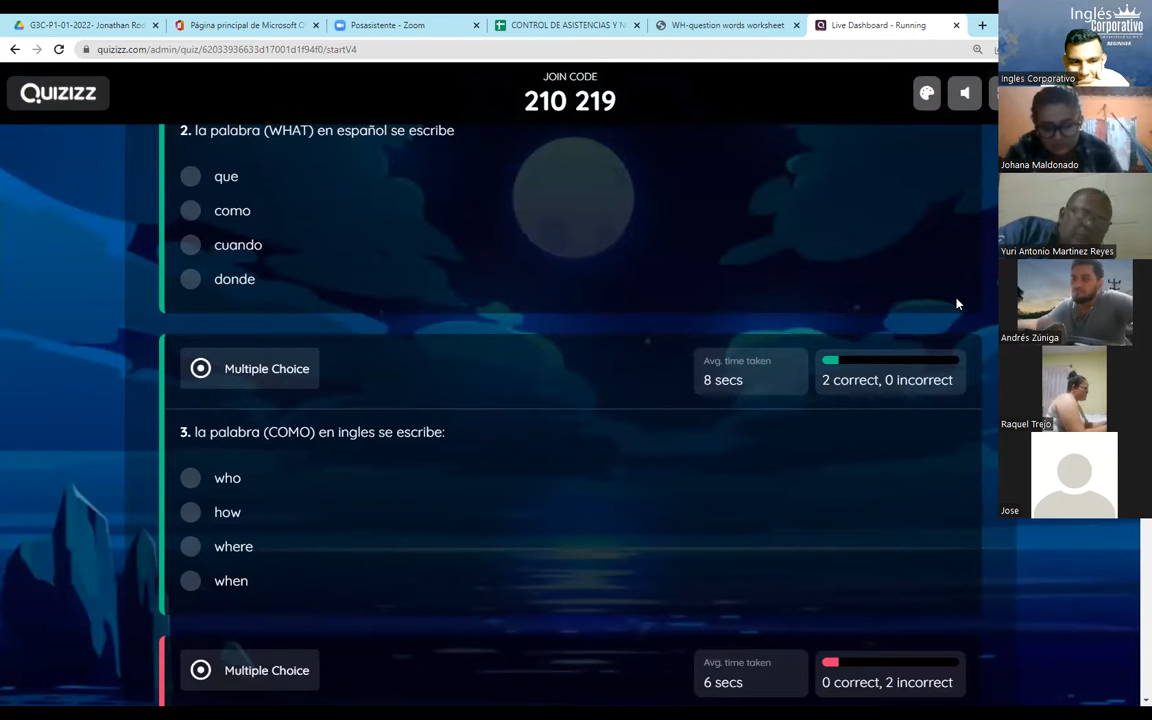 G3C-P1-01-2022- Jonathan Rod
Página principal de Microsoft O
Posasistente - Zoom
CONTROL DE ASISTENCIAS Y N
WH-question words worksheet
Live Dashboard - Running
quizizz.com/admin/quiz/62033936633d17001d1f94f0/startV4
Quizizz
JOIN CODE
210 219
2. la palabra (WHAT) en español se escribe
que
como
cuando
donde
Multiple Choice
Avg. time taken
8 secs
2 correct, 0 incorrect
3. la palabra (COMO) en ingles se escribe:
who
how
where
when
Multiple Choice
Avg. time taken
6 secs
0 correct, 2 incorrect
Inglés
Corporativo
BEGINNER
Ingles Corporativo
Johana Maldonado
Yuri Antonio Martinez Reyes
Andrés Zúniga
Raquel Trejo
Jose